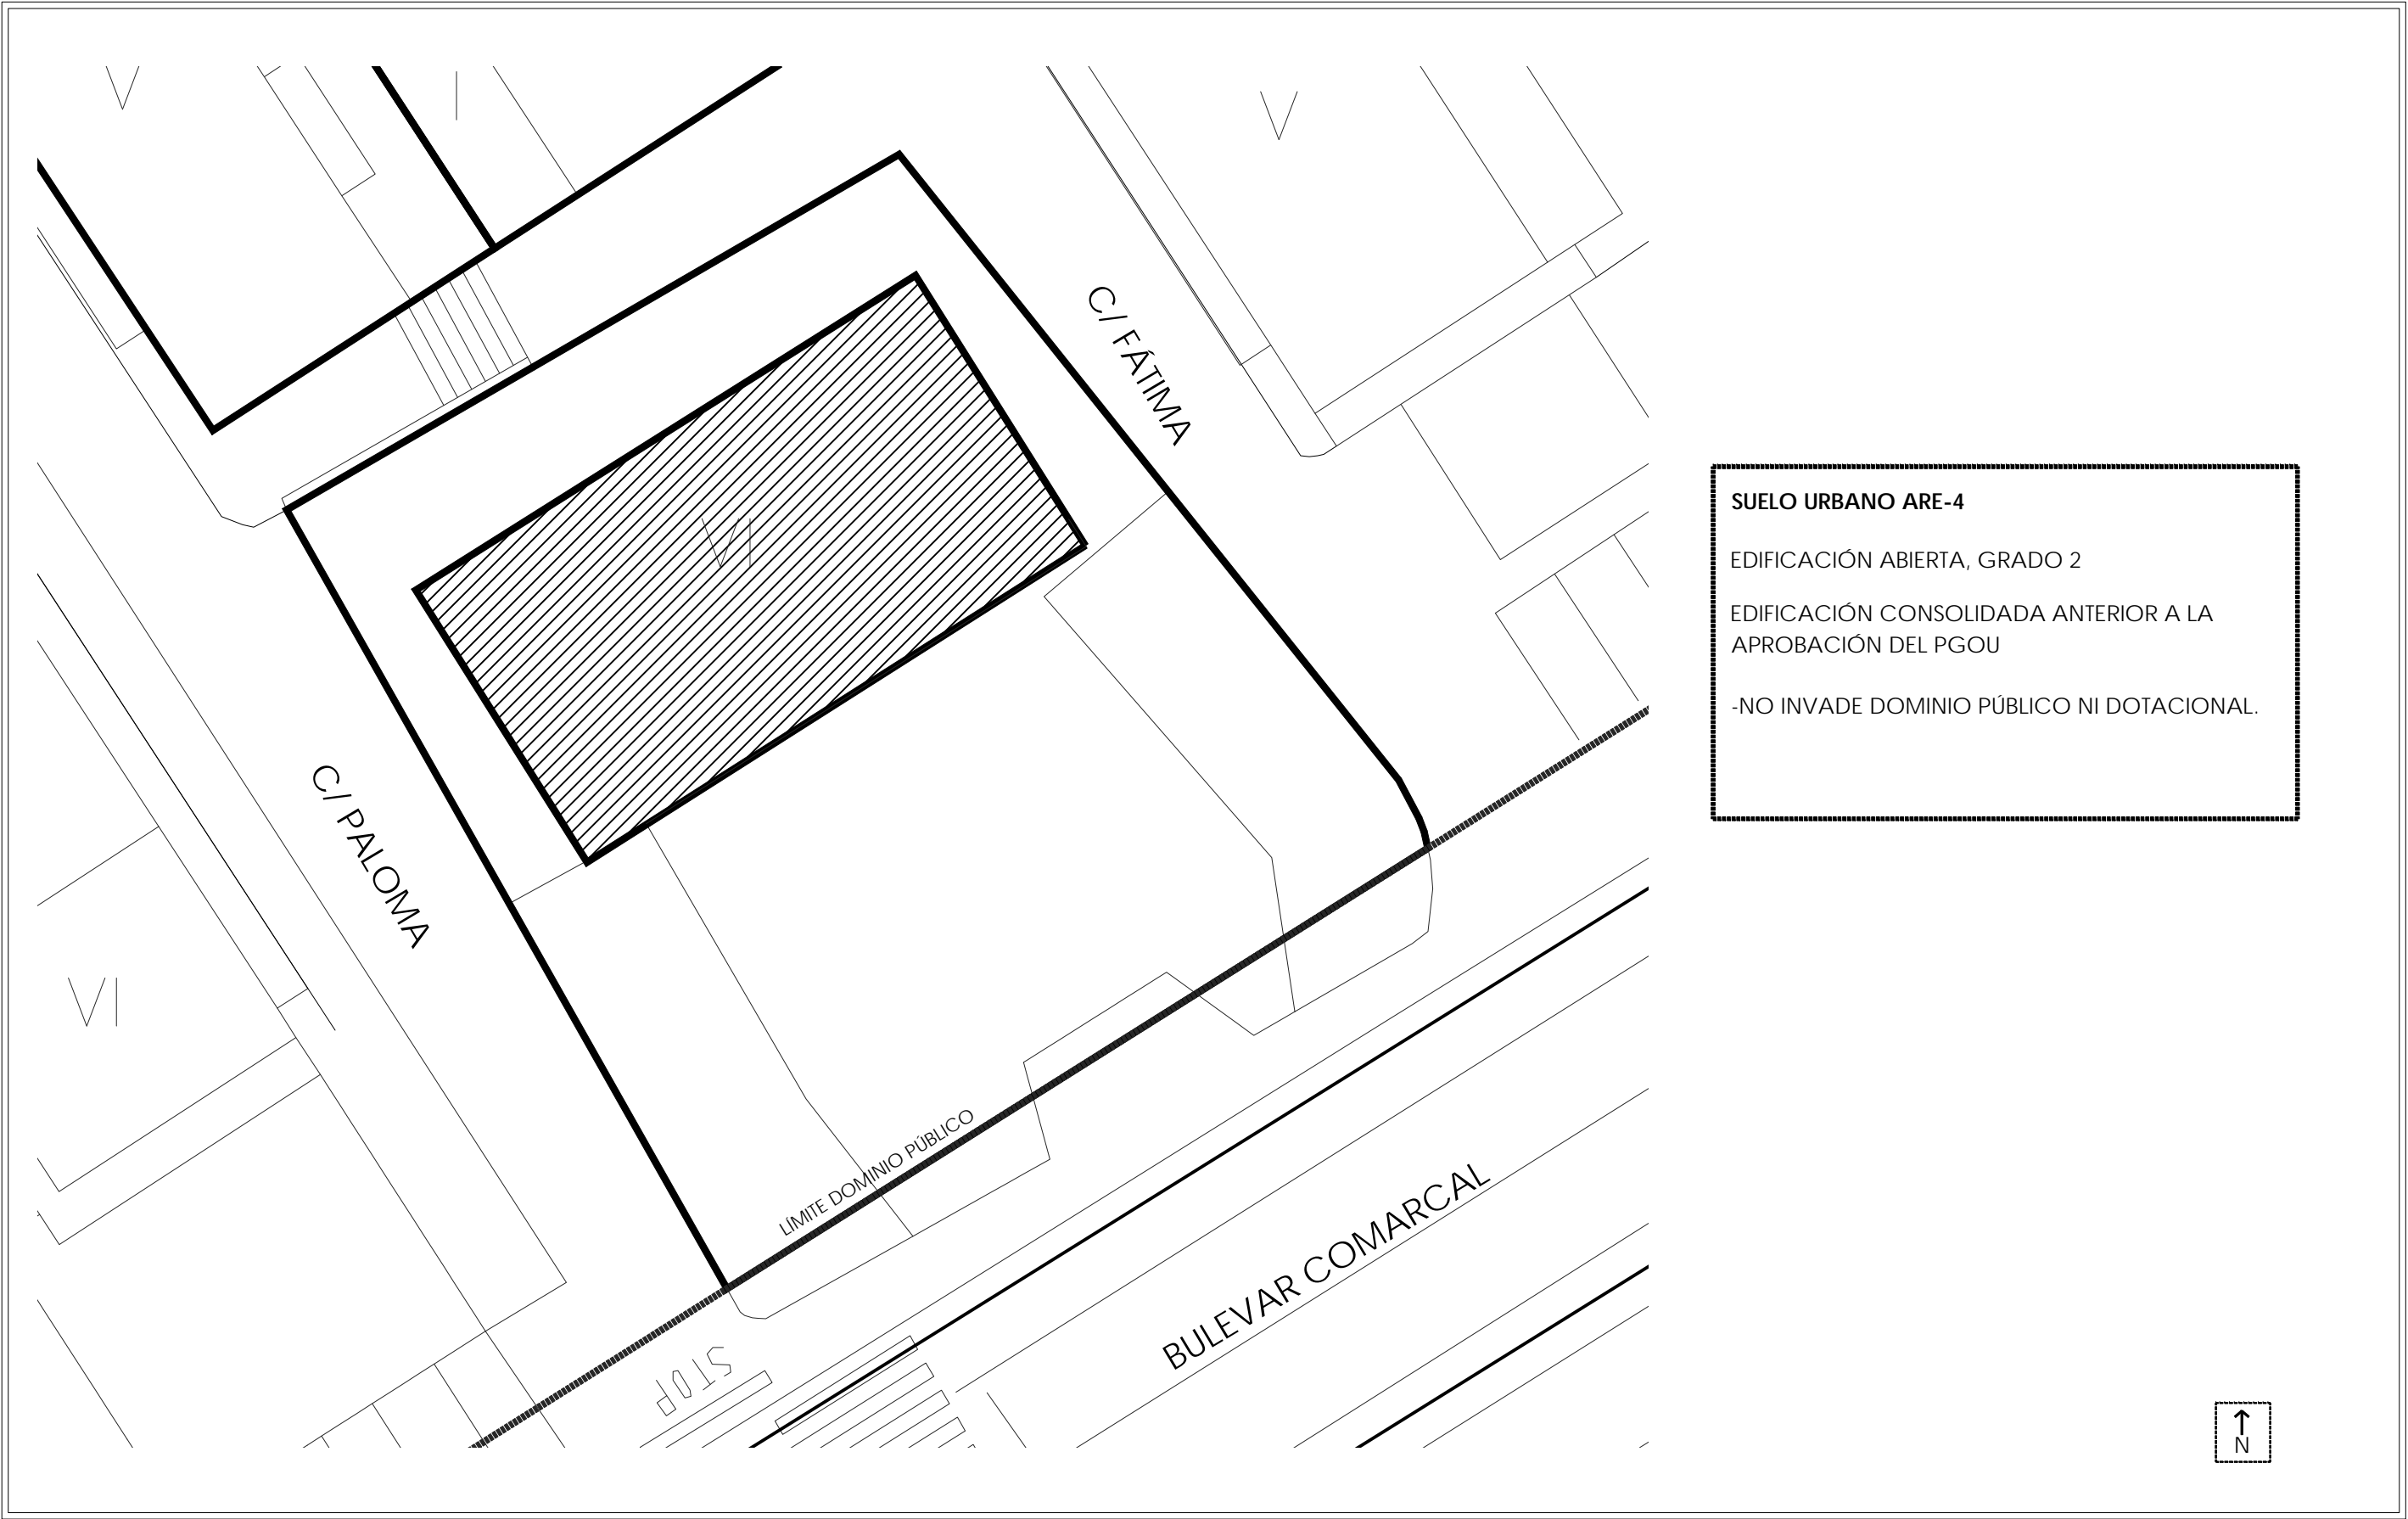 V
I
V
C/ FÁTIMA
SUELO URBANO ARE-4
EDIFICACIÓN ABIERTA, GRADO 2
VI
EDIFICACIÓN CONSOLIDADA ANTERIOR A LA
APROBACIÓN DEL PGOU
-NO INVADE DOMINIO PÚBLICO NI DOTACIONAL.
C/ PALOMA
VI
LÍMITE DOMINIO PÚBLICO
BULEVAR COMARCAL
STOP
N